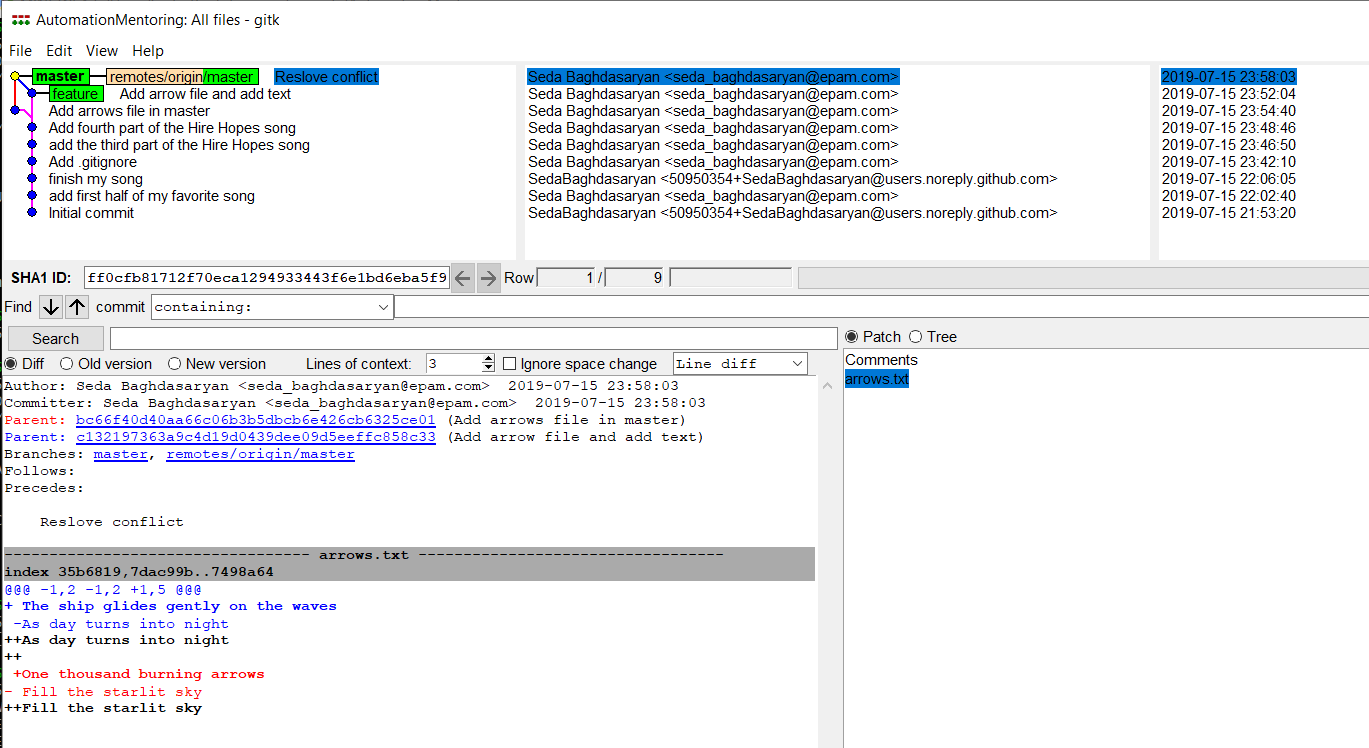 AutomationMentoring: All files - gitk
File Edit View Help
master remotes/origin/master Reslove conflict Seda Baghdasaryan <seda_baghdasaryan@epam.com> 2019-07-15 23:58:03
feature Add arrow file and add text Seda Baghdasaryan <seda_baghdasaryan@epam.com> 2019-07-15 23:52:04
Add arrows file in master Seda Baghdasaryan <seda_baghdasaryan@epam.com> 2019-07-15 23:54:40
Add fourth part of the Hire Hopes song Seda Baghdasaryan <seda_baghdasaryan@epam.com> 2019-07-15 23:48:46
add the third part of the Hire Hopes song Seda Baghdasaryan <seda_baghdasaryan@epam.com> 2019-07-15 23:46:50
Add .gitignore Seda Baghdasaryan <seda_baghdasaryan@epam.com> 2019-07-15 23:42:10
finish my song SedaBaghdasaryan <50950354+SedaBaghdasaryan@users.noreply.github.com> 2019-07-15 22:06:05
add first half of my favorite song Seda Baghdasaryan <seda_baghdasaryan@epam.com> 2019-07-15 22:02:40
Initial commit SedaBaghdasaryan <50950354+SedaBaghdasaryan@users.noreply.github.com> 2019-07-15 21:53:20
SHA1 ID: ff0cfb81712f70eca1294933443f6e1bd6eba5f9 Row 1 / 9
Find commit containing:
Search
Patch Tree
Diff Old version New version Lines of context: 3 Ignore space change Line diff
Comments
arrows.txt
Author: Seda Baghdasaryan <seda_baghdasaryan@epam.com> 2019-07-15 23:58:03
Committer: Seda Baghdasaryan <seda_baghdasaryan@epam.com> 2019-07-15 23:58:03
Parent: bc66f40d40aa66c06b3b5dbcb6e426cb6325ce01 (Add arrows file in master)
Parent: c132197363a9c4d19d0439dee09d5eeffc858c33 (Add arrow file and add text)
Branches: master, remotes/origin/master
Follows:
Precedes:
Reslove conflict
---------------------------------- arrows.txt ----------------------------------
index 35b6819,7dac99b..7498a64
@@@ -1,2 -1,2 +1,5 @@@
+ The ship glides gently on the waves
 -As day turns into night
++As day turns into night
++
 +One thousand burning arrows
- Fill the starlit sky
++Fill the starlit sky